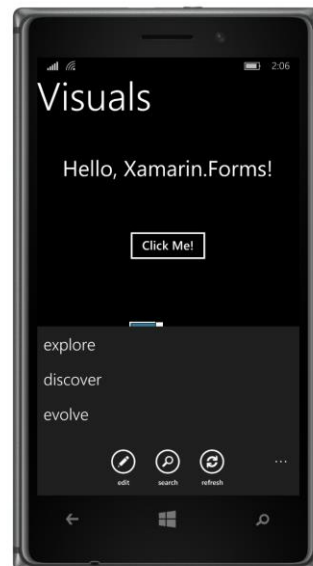 2:06
Visuals
Hello, Xamarin.Forms!
Click Me!
explore
discover
evolve
edit search refresh
...